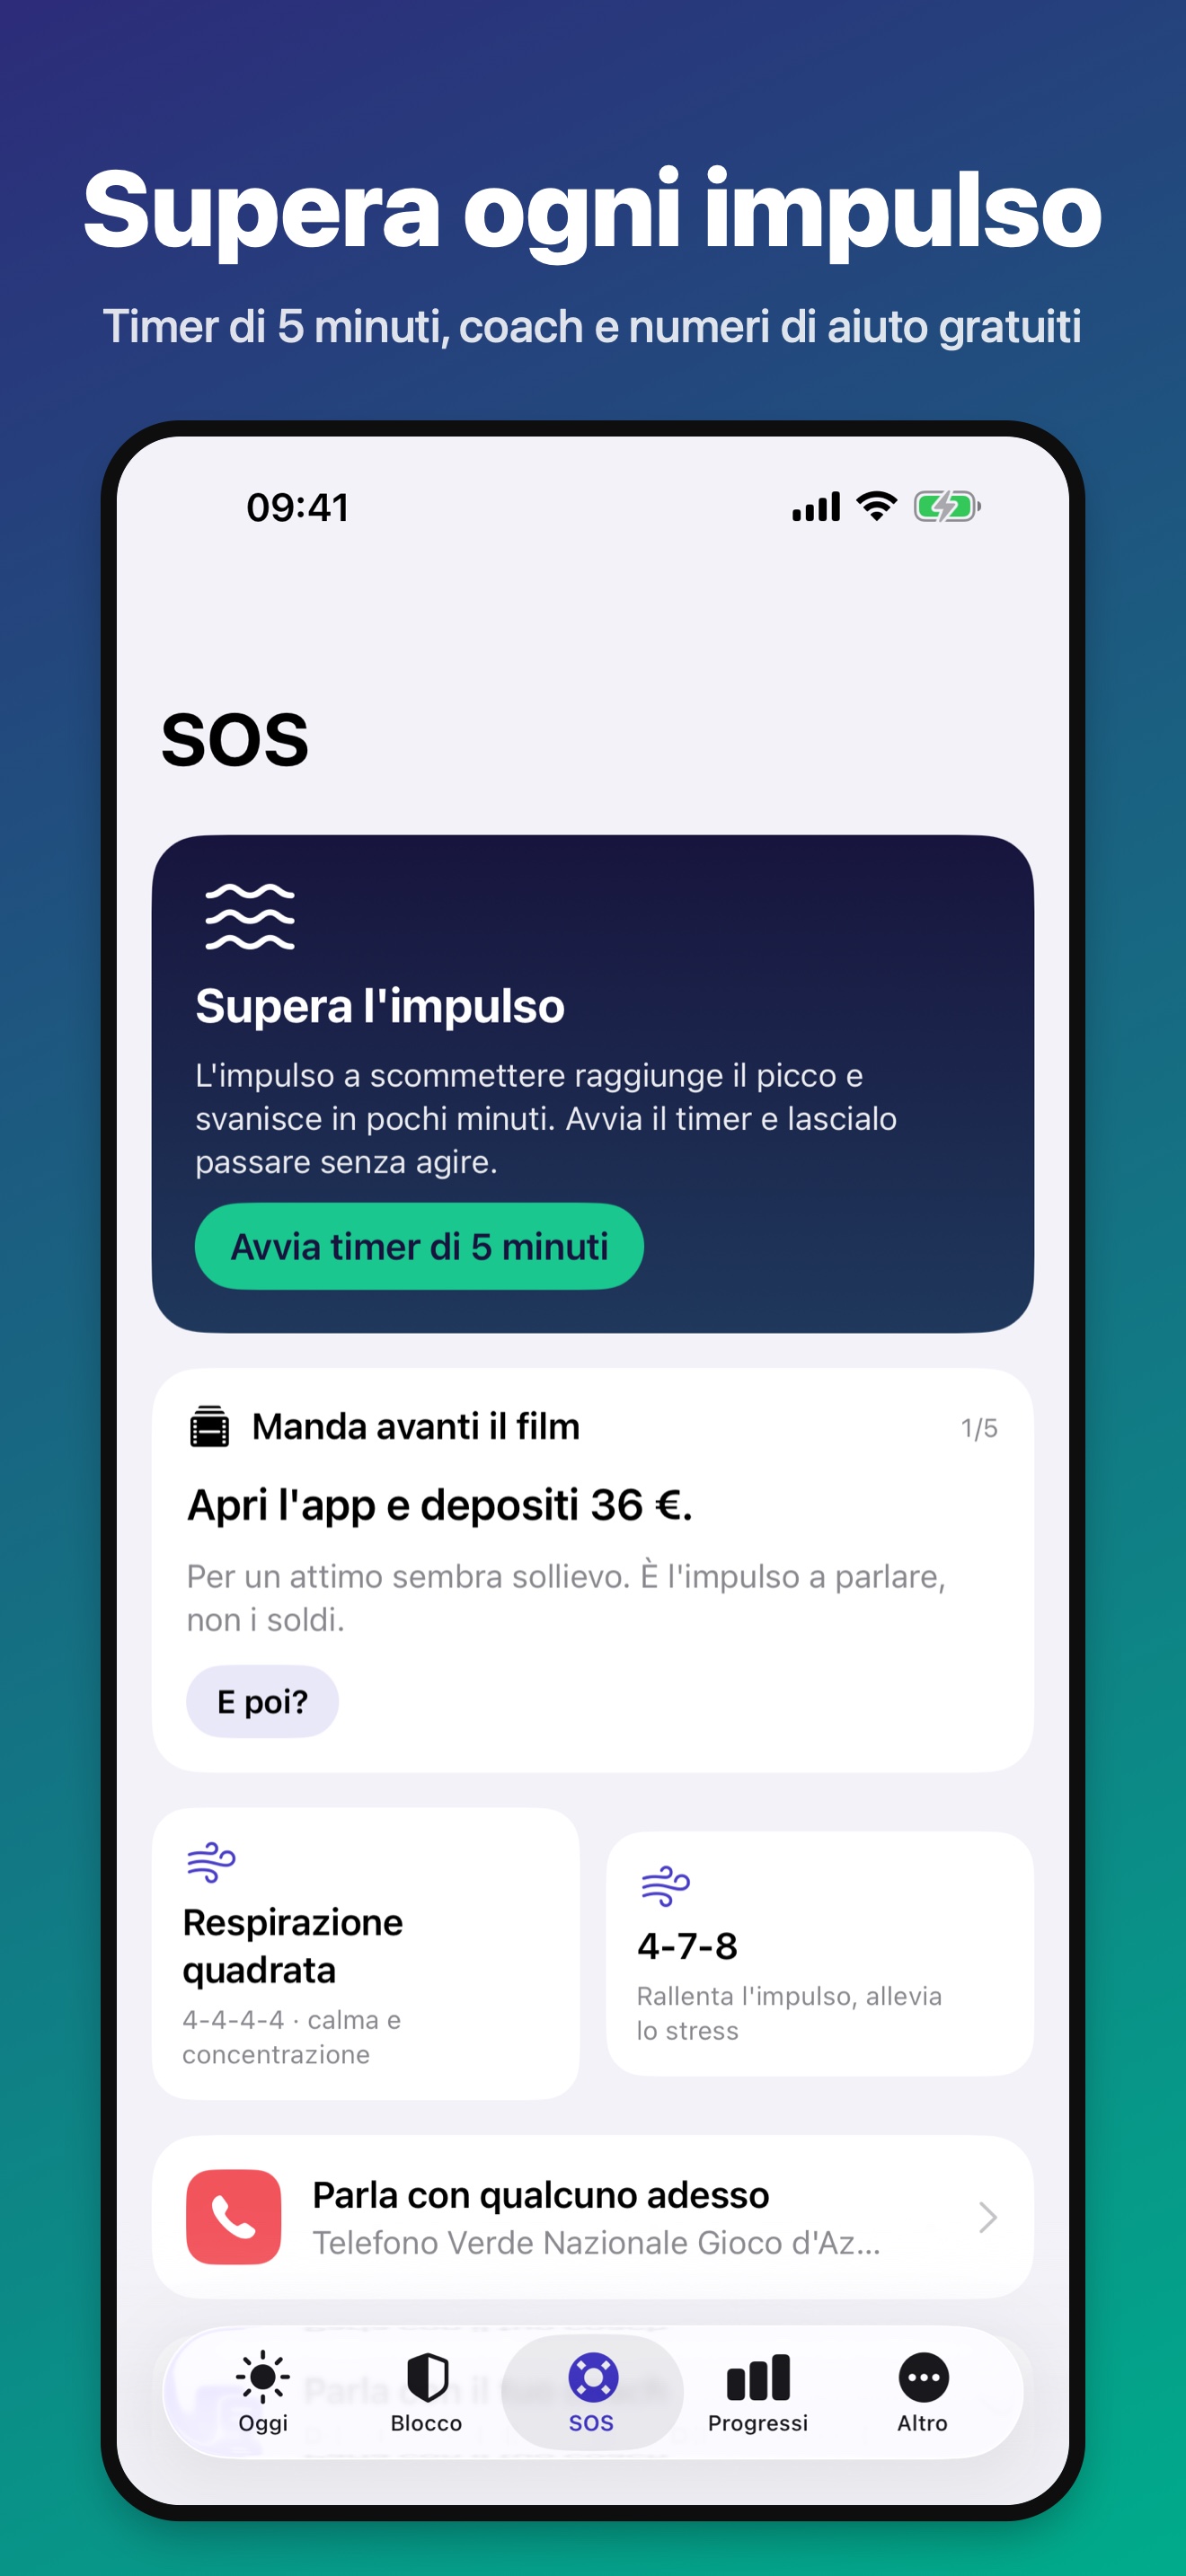 Supera ogni impulso
Timer di 5 minuti, coach e numeri di aiuto gratuiti
09:41
SOS
Supera l'impulso
L'impulso a scommettere raggiunge il picco e
svanisce in pochi minuti. Avvia il timer e lascialo
passare senza agire.
Avvia timer di 5 minuti
Manda avanti il film
1/5
Apri l'app e depositi 36 €.
Per un attimo sembra sollievo. È l'impulso a parlare,
non i soldi.
E poi?
Respirazione
quadrata
4-4-4-4 · calma e
concentrazione
4-7-8
Rallenta l'impulso, allevia
lo stress
Parla con qualcuno adesso
Telefono Verde Nazionale Gioco d'Az...
Oggi
Blocco
SOS
Progressi
Altro